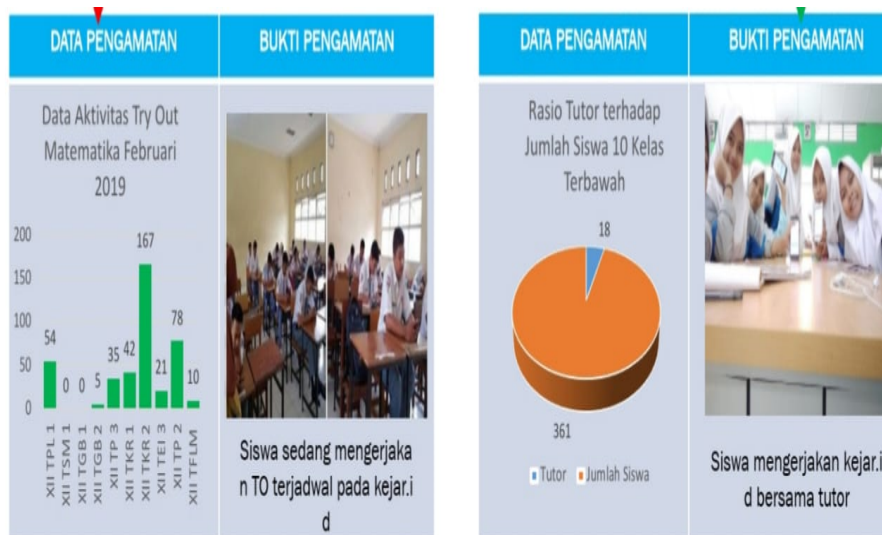 DATA PENGAMATAN
BUKTI PENGAMATAN
Data Aktivitas Try Out
Matematika Februari
2019
200
150
100
50
0
54
0
0
5
35
42
167
21
78
10
XII TPL 1
XII TSM 1
XII TGB 1
XII TGB 2
XII TP 3
XII TKR 1
XII TKR 2
XII TEI 3
XII TP 2
XII TFLM
Siswa sedang mengerjaka
n TO terjadwal pada kejar.i
d
DATA PENGAMATAN
BUKTI PENGAMATAN
Rasio Tutor terhadap
Jumlah Siswa 10 Kelas
Terbawah
18
361
Tutor Jumlah Siswa
Siswa mengerjakan kejar.i
d bersama tutor